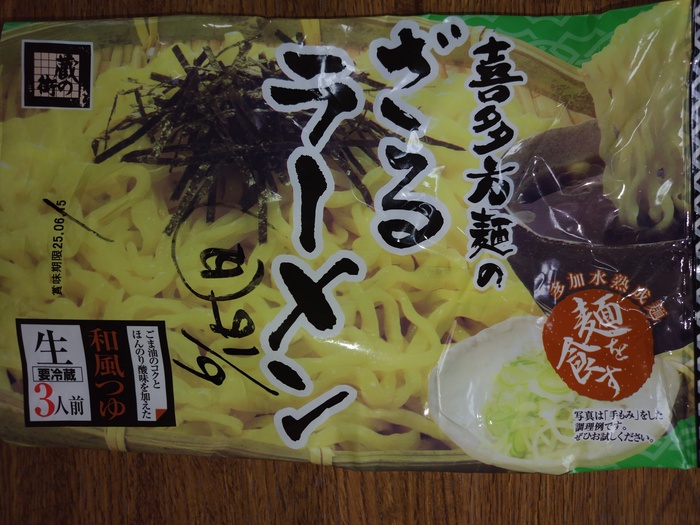 喜多方麺の
ざる
ラーメン
蔵の
街
多加水熟成麺
麺を
食す
写真は「手もみ」をした
調理例です。
ぜひお試しください。
賞味期限25.06.15
6/15(日)
ごま油のコクと
ほんのり酸味を加えた
和風つゆ
生
要冷蔵
3人前